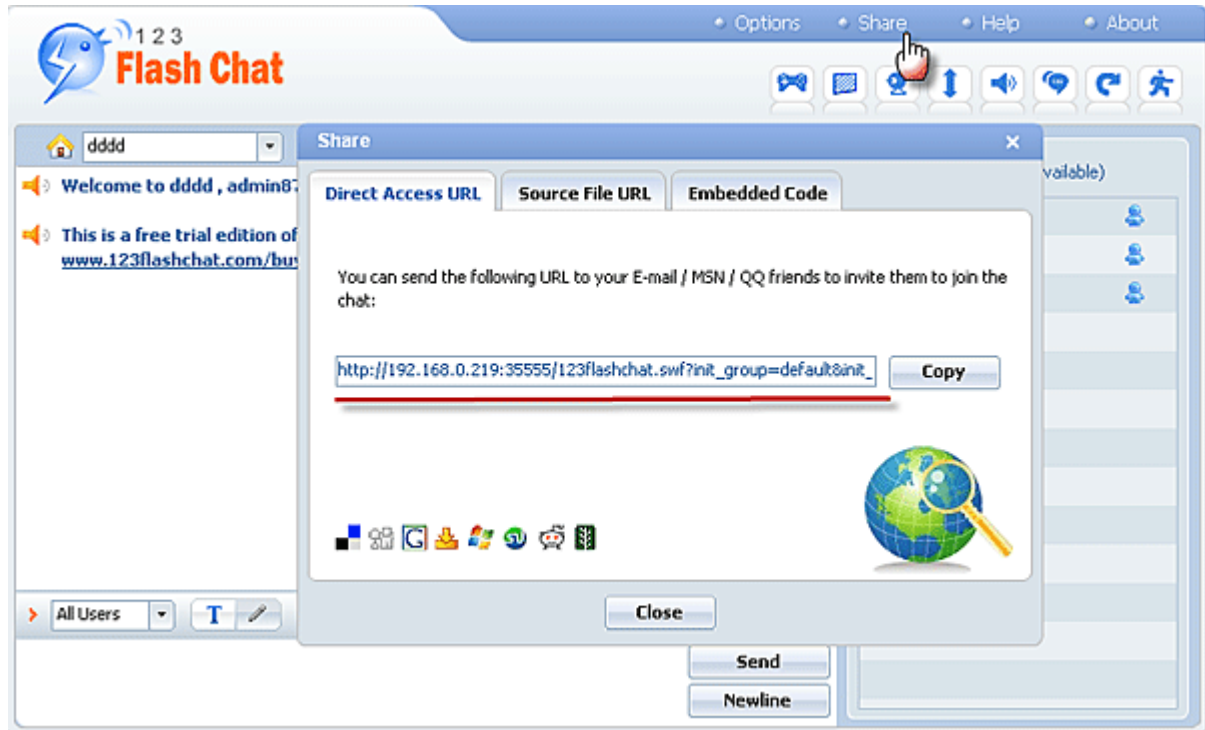 Options Share Help About
123
Flash Chat
dddd
Share
Welcome to dddd , admin87
Direct Access URL Source File URL Embedded Code
This is a free trial edition of
www.123flashchat.com/bu
You can send the following URL to your E-mail / MSN / QQ friends to invite them to join the
chat:
http://192.168.0.219:35555/123flashchat.swf?init_group=default&init_
Copy
G
All Users
T
Close
Send
Newline